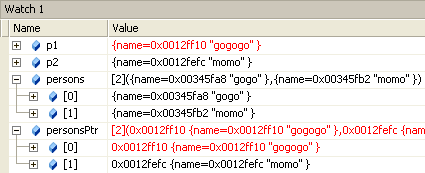 Watch 1
Name Value
p1 {name=0x0012ff10 "gogogo" }
p2 {name=0x0012fefc "momo" }
persons [2]({name=0x00345fa8 "gogo" },{name=0x00345fb2 "momo" })
[0] {name=0x00345fa8 "gogo" }
[1] {name=0x00345fb2 "momo" }
personsPtr [2](0x0012ff10 {name=0x0012ff10 "gogogo" },0x0012fefc {nam
[0] 0x0012ff10 {name=0x0012ff10 "gogogo" }
[1] 0x0012fefc {name=0x0012fefc "momo" }